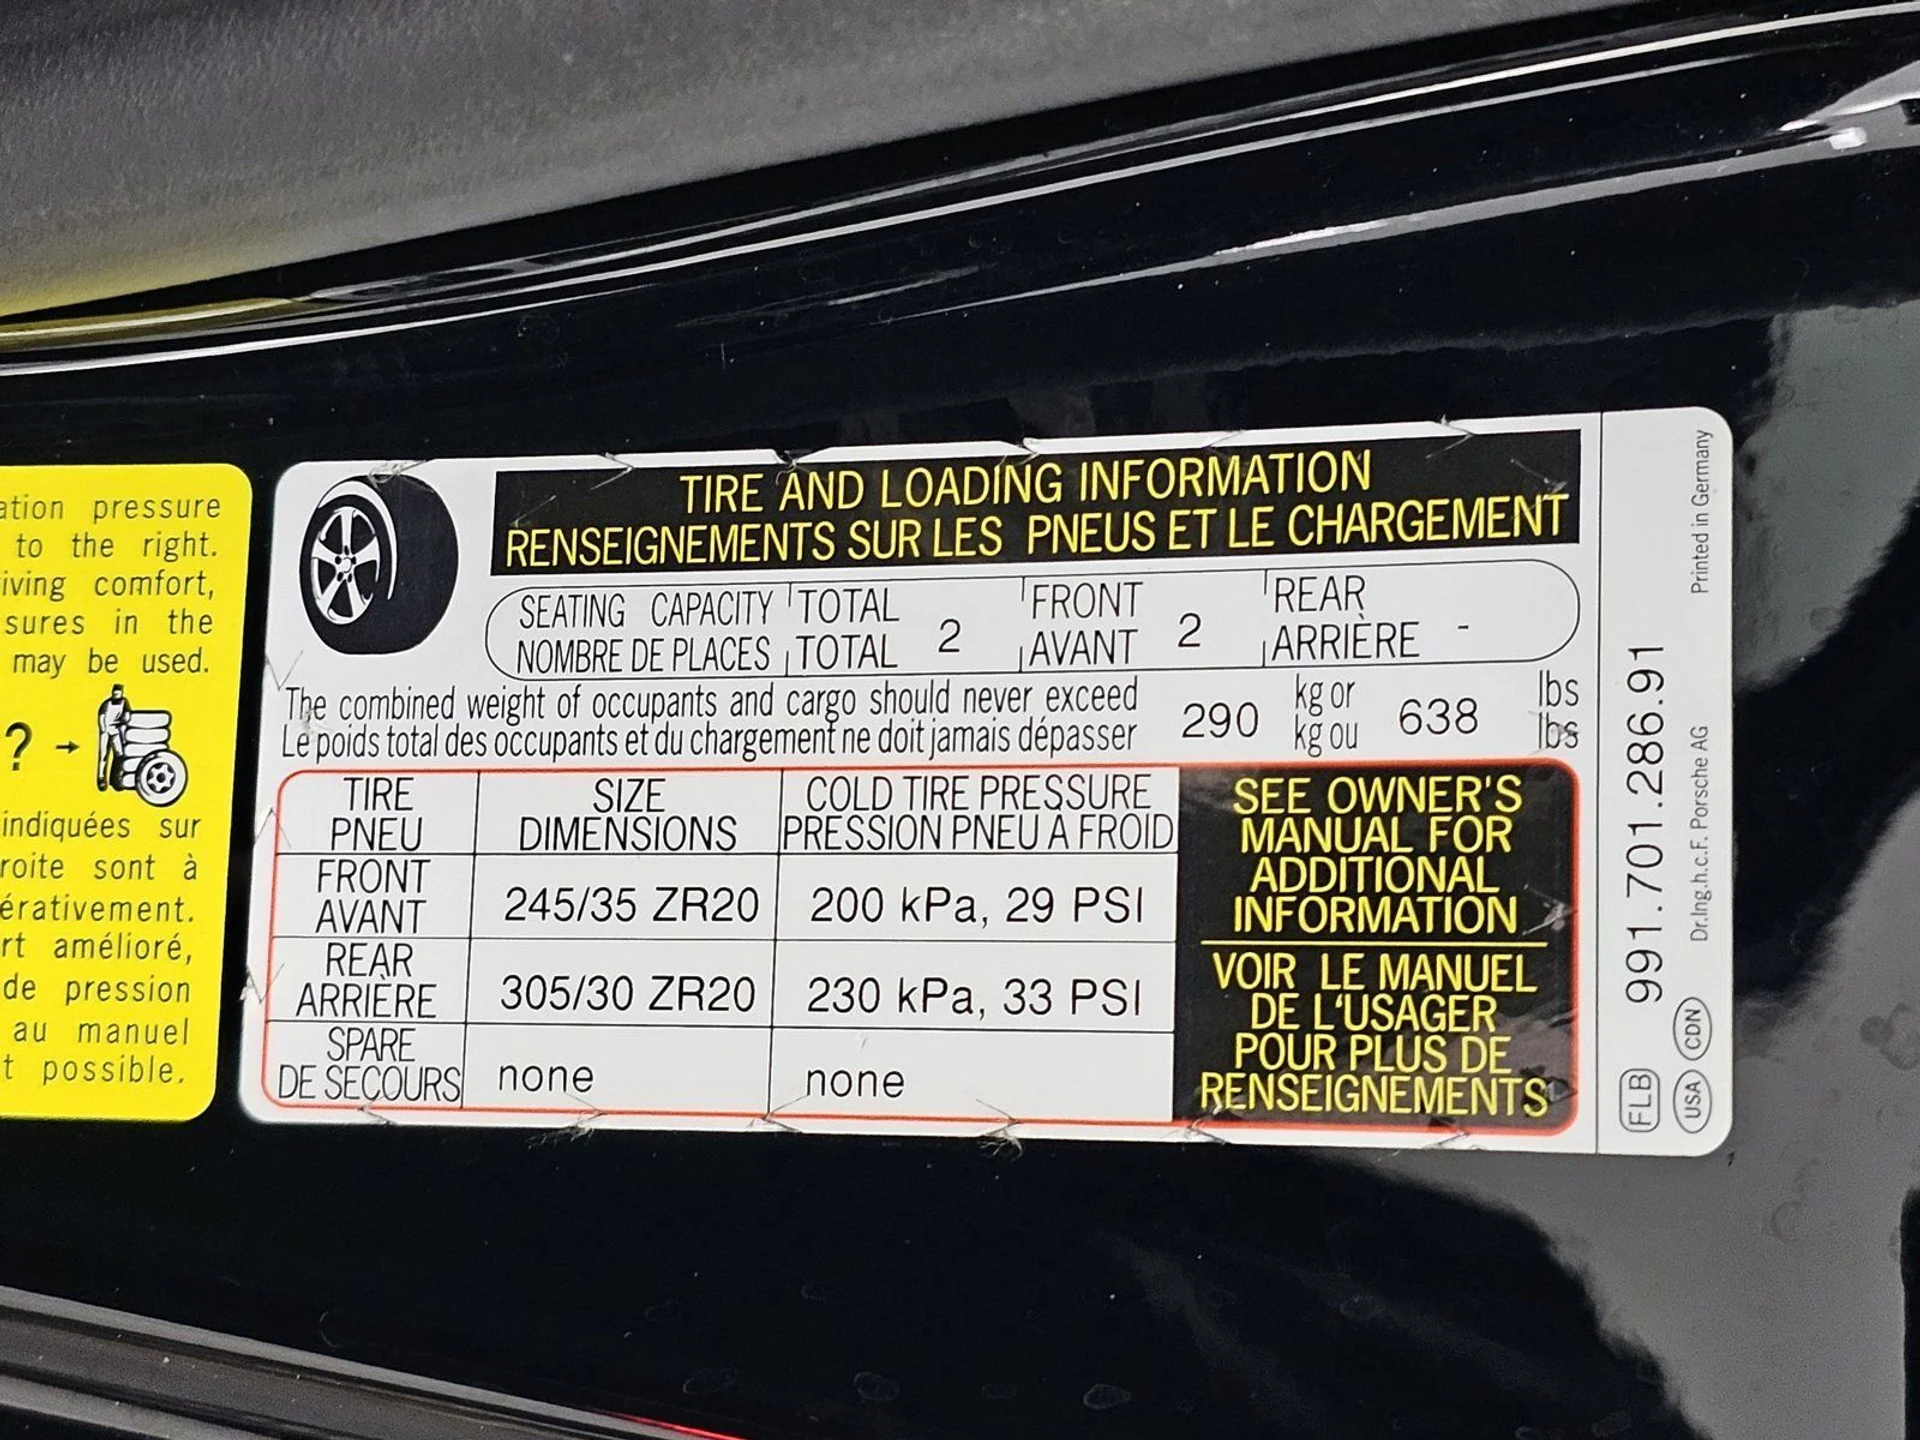 ation pressure
to the right.
iving comfort,
sures in the
may be used.
?
indiquées sur
roite sont à
érativement.
rt amélioré,
de pression
au manuel
t possible.
TIRE AND LOADING INFORMATION
RENSEIGNEMENTS SUR LES PNEUS ET LE CHARGEMENT
SEATING CAPACITY TOTAL FRONT REAR
NOMBRE DE PLACES TOTAL 2 AVANT 2 ARRIÈRE -
The combined weight of occupants and cargo should never exceed 290 kg or 638 lbs
Le poids total des occupants et du chargement ne doit jamais dépasser kg ou lbs
TIRE SIZE COLD TIRE PRESSURE
PNEU DIMENSIONS PRESSION PNEU À FROID
FRONT
AVANT 245/35 ZR20 200 kPa, 29 PSI
REAR
ARRIÈRE 305/30 ZR20 230 kPa, 33 PSI
SPARE
DE SECOURS none none
SEE OWNER'S
MANUAL FOR
ADDITIONAL
INFORMATION
VOIR LE MANUEL
DE L'USAGER
POUR PLUS DE
RENSEIGNEMENTS
FLB 991.701.286.91
USA CDN Dr.Ing.h.c.F. Porsche AG Printed in Germany